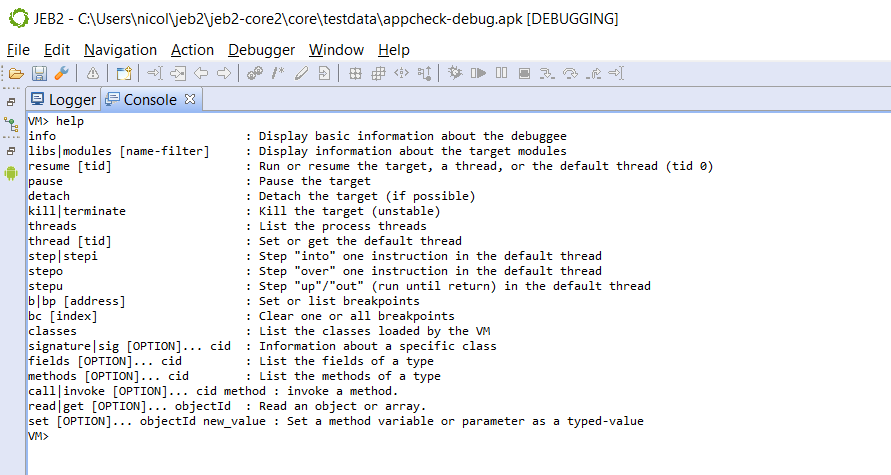 JEB2 - C:\Users\nicol\jeb2\jeb2-core2\core\testdata\appcheck-debug.apk [DEBUGGING]
File Edit Navigation Action Debugger Window Help
Logger Console
VM> help
info : Display basic information about the debuggee
libs|modules [name-filter] : Display information about the target modules
resume [tid] : Run or resume the target, a thread, or the default thread (tid 0)
pause : Pause the target
detach : Detach the target (if possible)
kill|terminate : Kill the target (unstable)
threads : List the process threads
thread [tid] : Set or get the default thread
step|stepi : Step "into" one instruction in the default thread
stepo : Step "over" one instruction in the default thread
stepu : Step "up"/"out" (run until return) in the default thread
b|bp [address] : Set or list breakpoints
bc [index] : Clear one or all breakpoints
classes : List the classes loaded by the VM
signature|sig [OPTION]... cid : Information about a specific class
fields [OPTION]... cid : List the fields of a type
methods [OPTION]... cid : List the methods of a type
call|invoke [OPTION]... cid method : invoke a method.
read|get [OPTION]... objectId : Read an object or array.
set [OPTION]... objectId new_value : Set a method variable or parameter as a typed-value
VM>